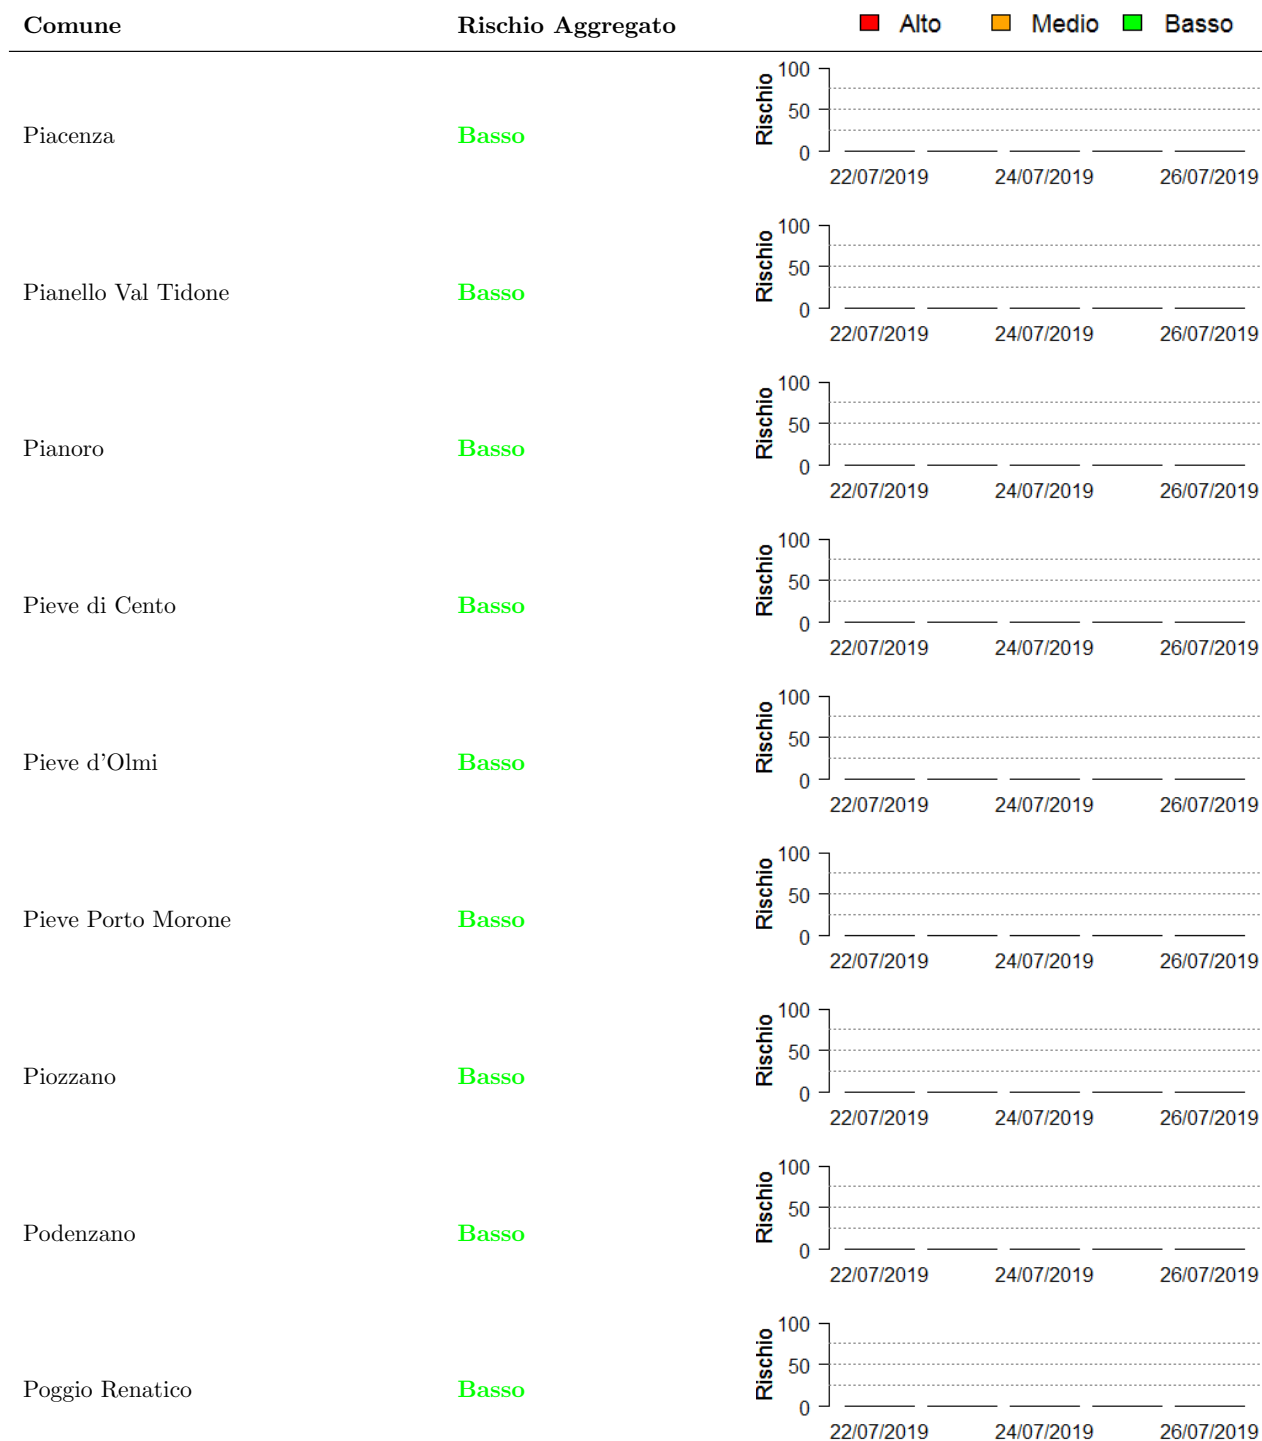 Comune Rischio Aggregato Alto Medio Basso
100
50
0
Rischio
Piacenza Basso
22/07/2019 24/07/2019 26/07/2019
100
50
0
Rischio
Pianello Val Tidone Basso
22/07/2019 24/07/2019 26/07/2019
100
50
0
Rischio
Pianoro Basso
22/07/2019 24/07/2019 26/07/2019
100
50
0
Rischio
Pieve di Cento Basso
22/07/2019 24/07/2019 26/07/2019
100
50
0
Rischio
Pieve d'Olmi Basso
22/07/2019 24/07/2019 26/07/2019
100
50
0
Rischio
Pieve Porto Morone Basso
22/07/2019 24/07/2019 26/07/2019
100
50
0
Rischio
Piozzano Basso
22/07/2019 24/07/2019 26/07/2019
100
50
0
Rischio
Podenzano Basso
22/07/2019 24/07/2019 26/07/2019
100
50
0
Rischio
Poggio Renatico Basso
22/07/2019 24/07/2019 26/07/2019